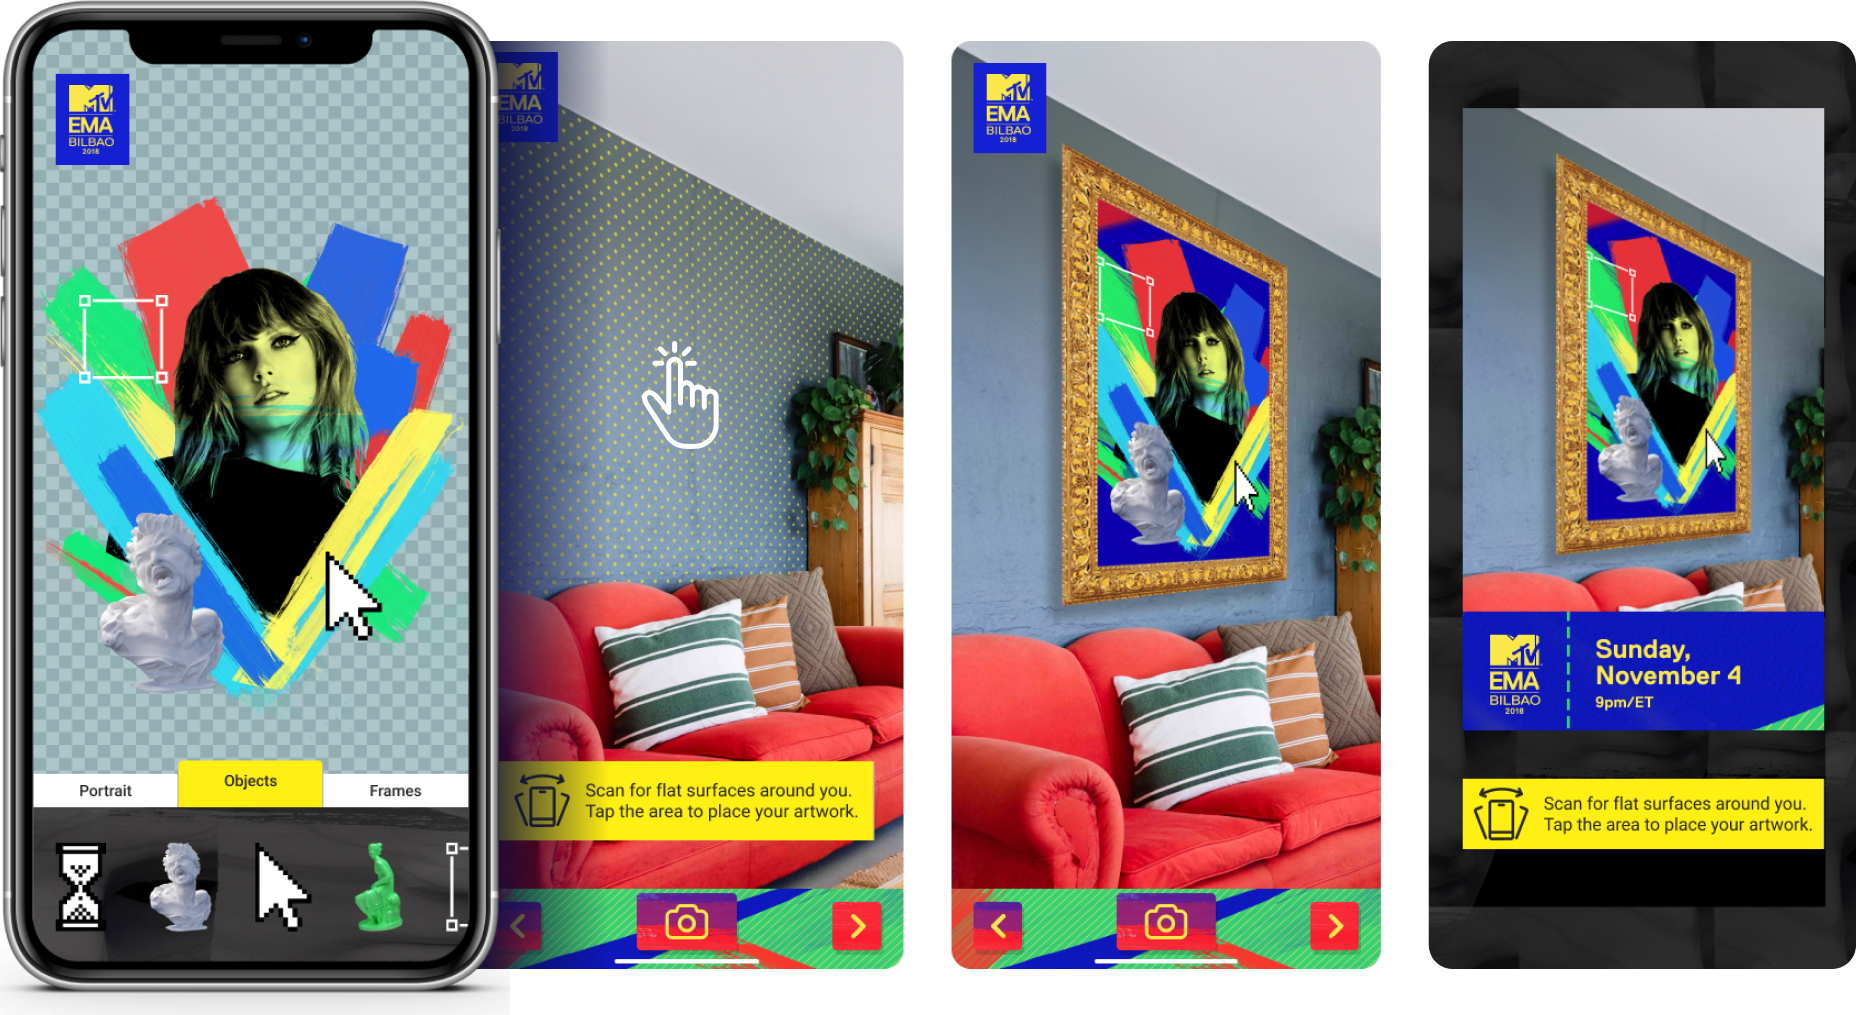 MTV
EMA
BILBAO
2018
Portrait
Objects
Frames
MTV
EMA
BILBAO
2018
Scan for flat surfaces around you.
Tap the area to place your artwork.
MTV
EMA
BILBAO
2018
MTV
EMA
BILBAO
2018
Sunday,
November 4
9pm/ET
Scan for flat surfaces around you.
Tap the area to place your artwork.